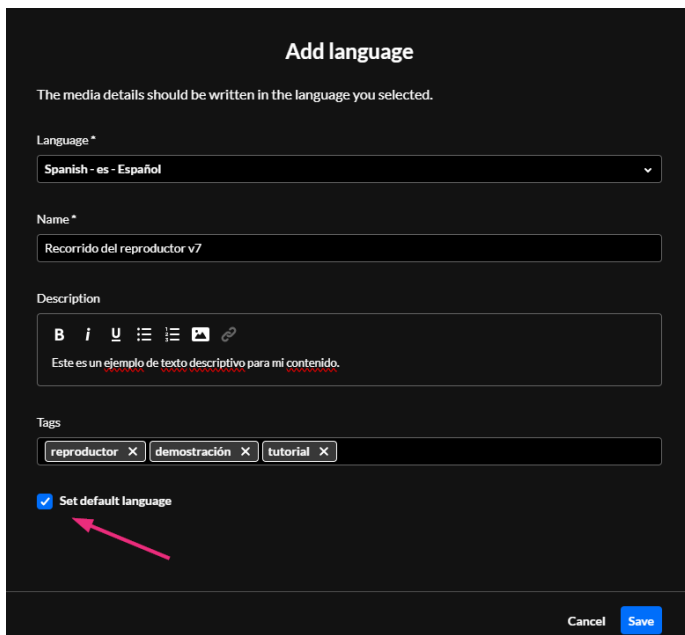 Add language
The media details should be written in the language you selected.
Language *
Spanish - es - Español
Name *
Recorrido del reproductor v7
Description
B i U
Este es un ejemplo de texto descriptivo para mi contenido.
Tags
reproductor X demostración X tutorial X
Set default language
Cancel Save